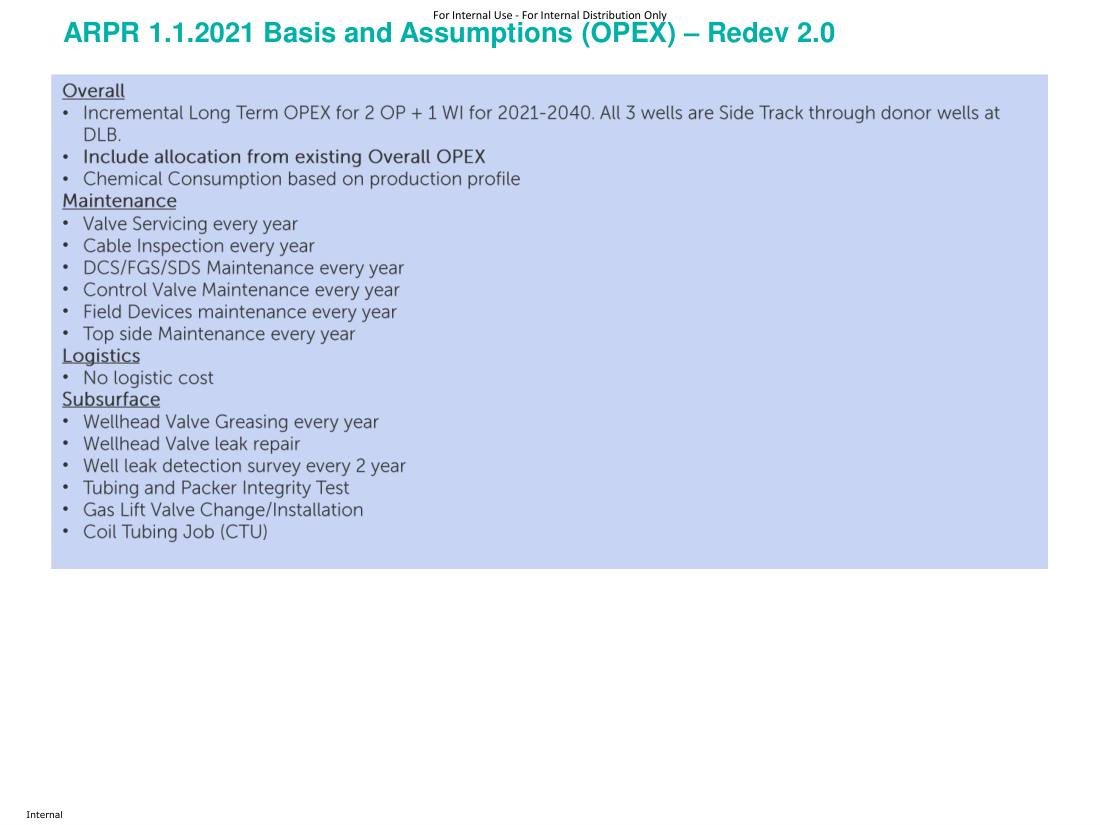 For Internal Use - For Internal Distribution Only
ARPR 1.1.2021 Basis and Assumptions (OPEX) – Redev 2.0
Overall
• Incremental Long Term OPEX for 2 OP + 1 WI for 2021-2040. All 3 wells are Side Track through donor wells at
DLB.
• Include allocation from existing Overall OPEX
• Chemical Consumption based on production profile
Maintenance
• Valve Servicing every year
• Cable Inspection every year
• DCS/FGS/SDS Maintenance every year
• Control Valve Maintenance every year
• Field Devices maintenance every year
• Top side Maintenance every year
Logistics
• No logistic cost
Subsurface
• Wellhead Valve Greasing every year
• Wellhead Valve leak repair
• Well leak detection survey every 2 year
• Tubing and Packer Integrity Test
• Gas Lift Valve Change/Installation
• Coil Tubing Job (CTU)
Internal